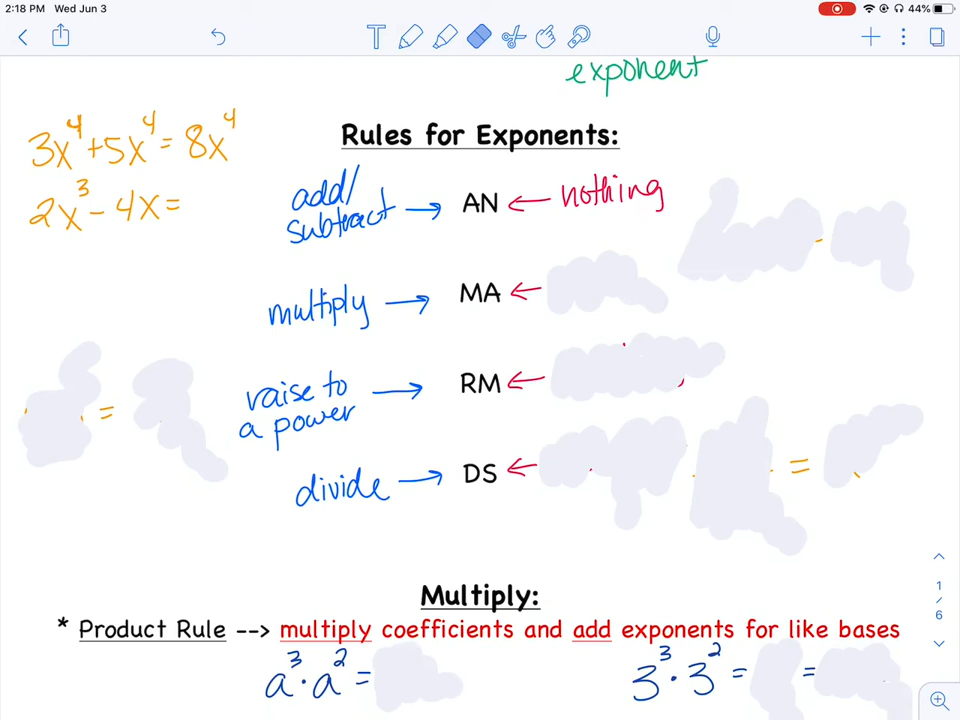 2:18 PM Wed Jun 3
44%
exponent
3x⁴+5x⁴=8x⁴
2x³-4x=
Rules for Exponents:
add/
subtract → AN ← nothing
multiply → MA ←
raise to
a power → RM ←
=
divide → DS ←
=
1
/
6
Multiply:
* Product Rule --> multiply coefficients and add exponents for like bases
a³·a²=
3³·3²= =